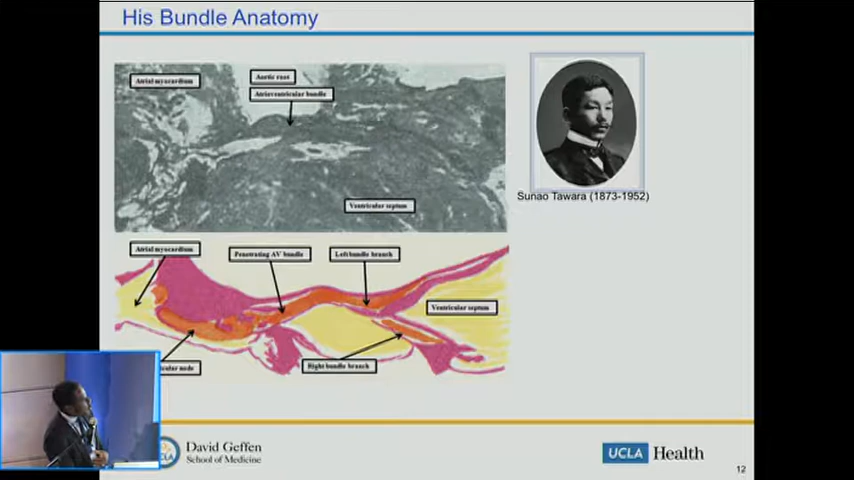 His Bundle Anatomy
Atrial myocardium
Aortic root
Atrioventricular bundle
Ventricular septum
Sunao Tawara (1873-1952)
Atrial myocardium
Penetrating AV bundle
Left bundle branch
Ventricular septum
Right bundle branch
node
David Geffen
School of Medicine
UCLA Health
12